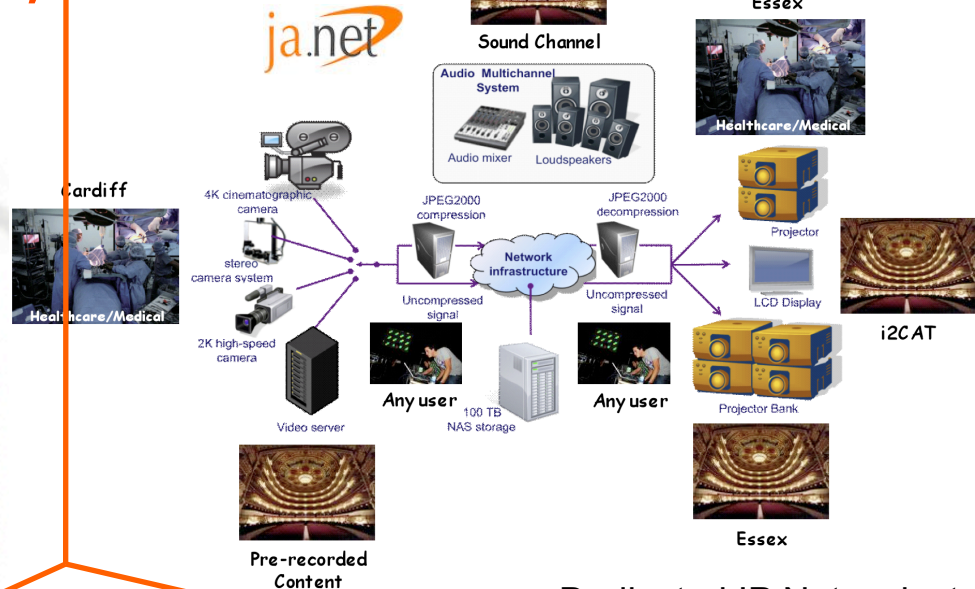 Essex
ja.net
Sound Channel
Audio Multichannel
System
Audio mixer
Loudspeakers
Healthcare/Medical
Cardiff
4K cinematographic
camera
JPEG2000
compression
JPEG2000
decompression
Projector
stereo
camera system
Network
infrastructure
LCD Display
Healthcare/Medical
Uncompressed
signal
Uncompressed
signal
i2CAT
2K high-speed
camera
Any user
Any user
100 TB
NAS storage
Projector Bank
Video server
Essex
Pre-recorded
Content